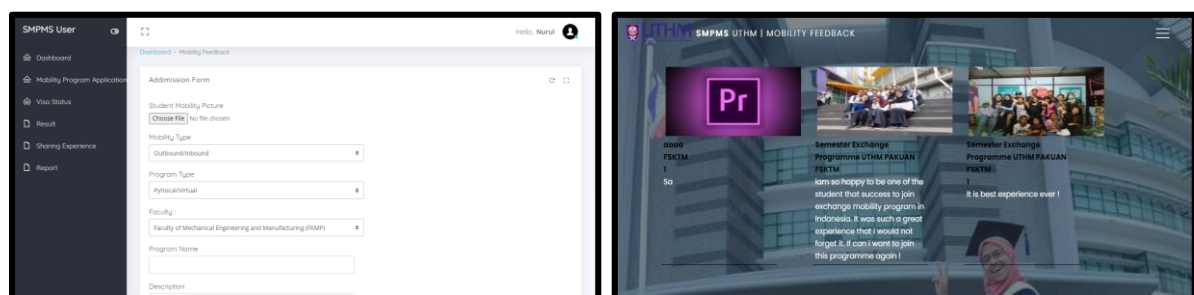 SMPMS User
Hello, Nurul
Dashboard
Mobility Program Application
Visa Status
Result
Sharing Experience
Report
Dashboard - Mobility Feedback
Addimission Form
Student Mobility Picture
Choose File No file chosen
Mobility Type
Outbound/Inbound
Program Type
Pyhsical/Virtual
Faculty :
Faculty of Mechanical Engineering and Manufacturing (FKMP)
Program Name
Description
UTHM SMPMS UTHM | MOBILITY FEEDBACK
Pr
aaaa
FSKTM
1
Sa
Semester Exchange
Programme UTHM PAKUAN
FSKTM
iam so happy to be one of the
student that success to join
exchange mobility program in
Indonesia. It was such a great
experience that i would not
forget it. If can i want to join
this programme again !
Semester Exchange
Programme UTHM PAKUAN
FSKTM
1
It is best experience ever !